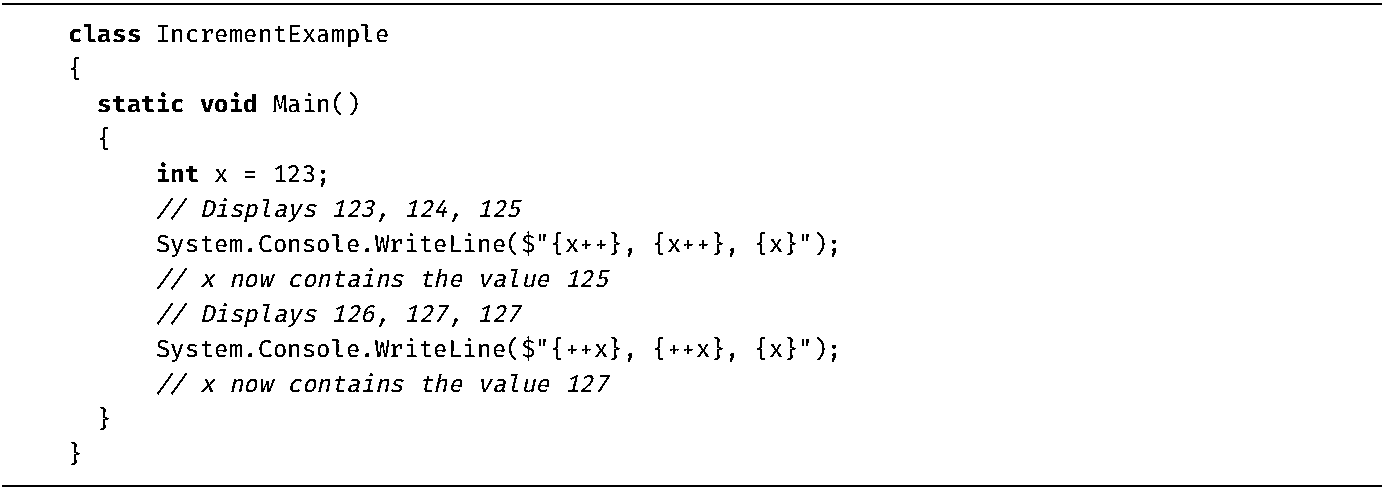 class IncrementExample
{
  static void Main()
  {
      int x = 123;
      // Displays 123, 124, 125
      System.Console.WriteLine($"{x++}, {x++}, {x}");
      // x now contains the value 125
      // Displays 126, 127, 127
      System.Console.WriteLine($"{++x}, {++x}, {x}");
      // x now contains the value 127
  }
}